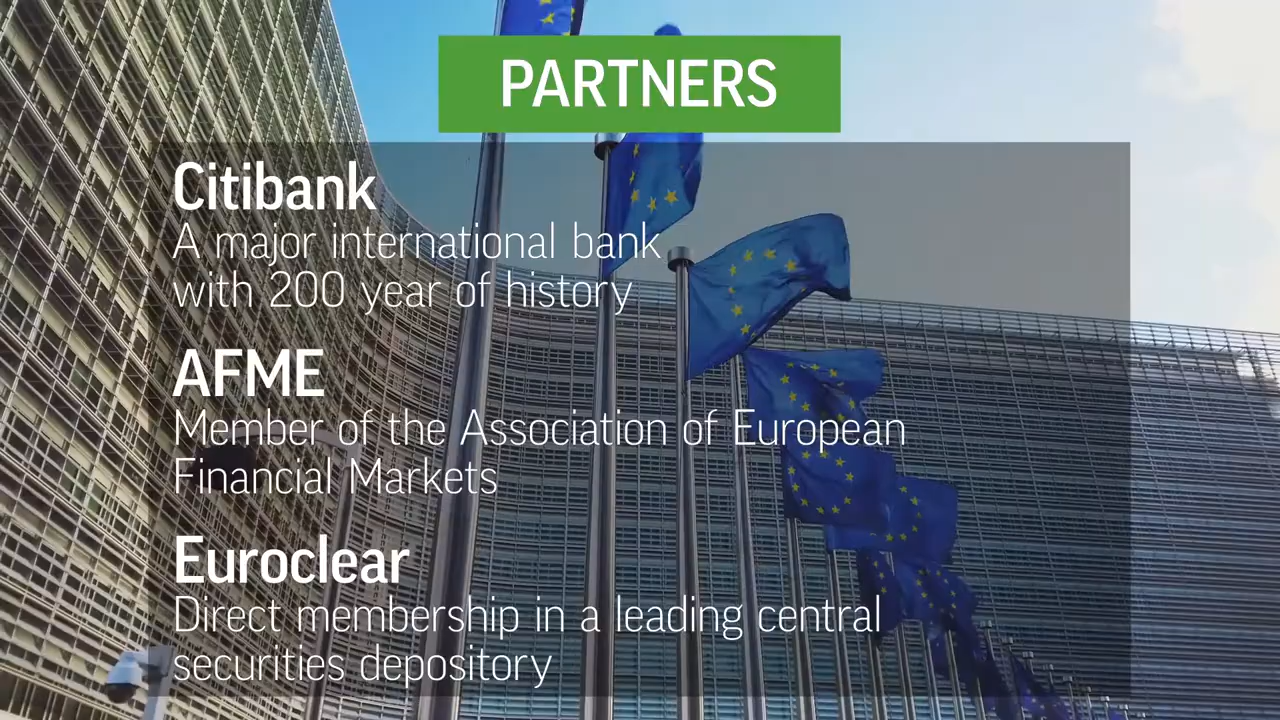 PARTNERS
Citibank
A major international bank
with 200 year of history
AFME
Member of the Association of European
Financial Markets
Euroclear
Direct membership in a leading central
securities depository